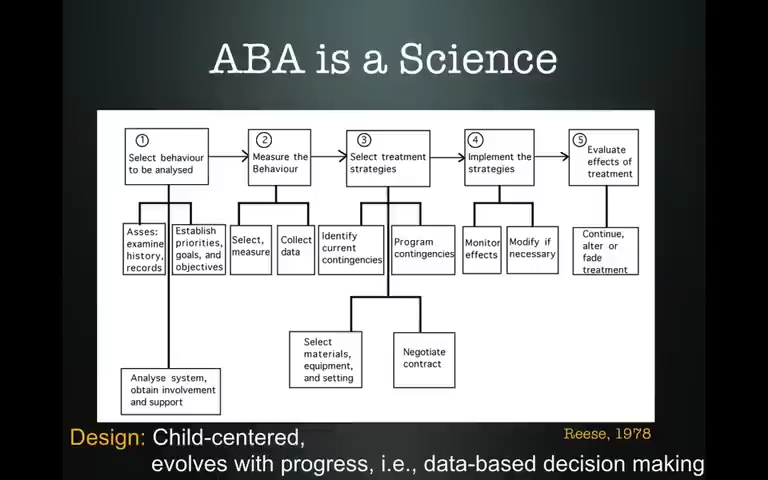 ABA is a Science
1
Select behaviour
to be analysed
2
Measure the
Behaviour
3
Select treatment
strategies
4
Implement the
strategies
5
Evaluate
effects of
treatment
Asses:
examine
history,
records
Establish
priorities,
goals, and
objectives
Select,
measure
Collect
data
Identify
current
contingencies
Program
contingencies
Monitor
effects
Modify if
necessary
Continue,
alter or
fade
treatment
Select
materials,
equipment,
and setting
Negotiate
contract
Analyse system,
obtain involvement
and support
Reese, 1978
Design: Child-centered,
evolves with progress, i.e., data-based decision making